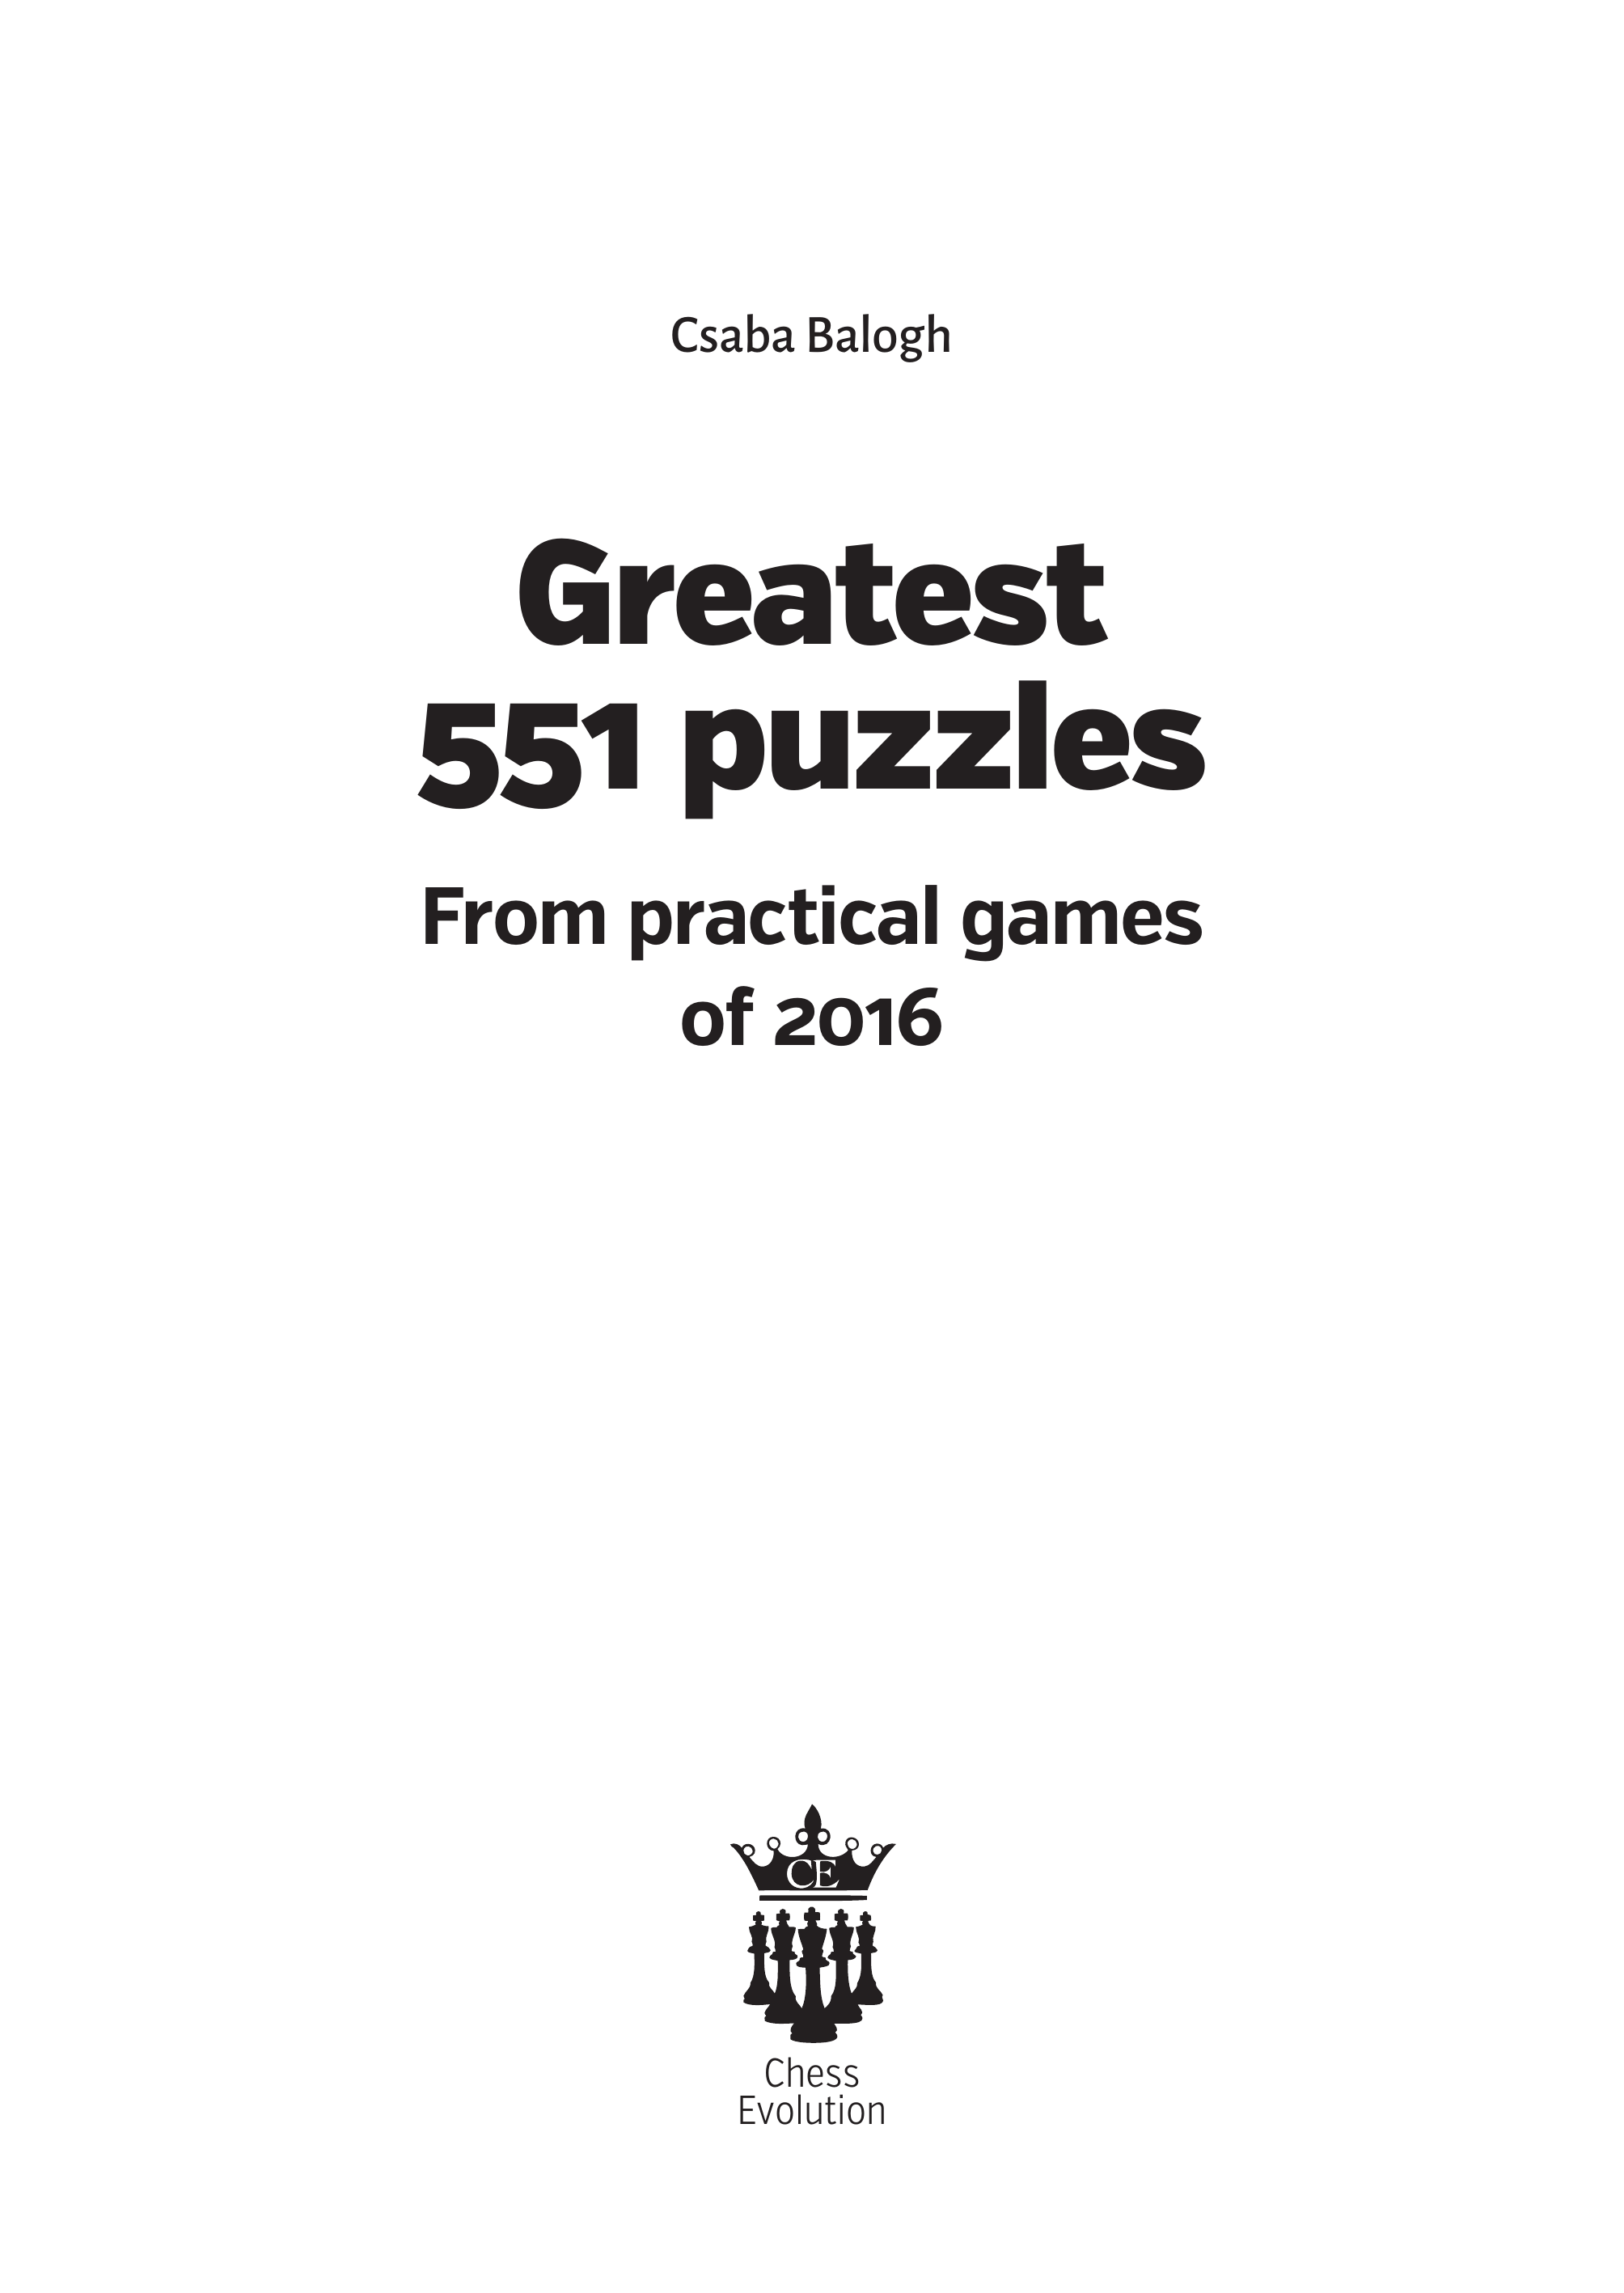 Csaba Balogh
Greatest
551 puzzles
From practical games
of 2016
CE
Chess
Evolution